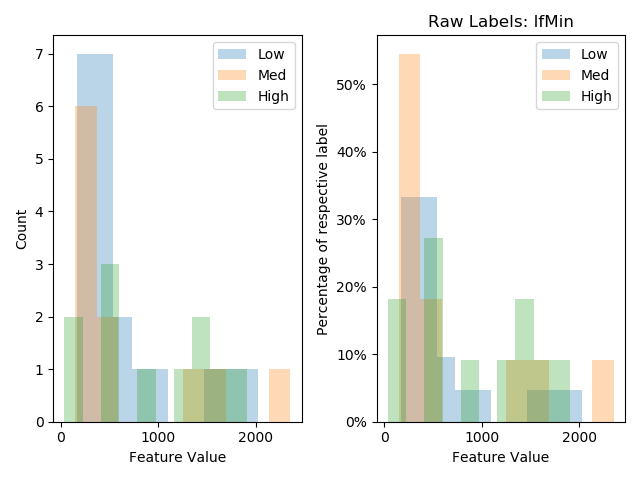 Raw Labels: IfMin
7
6
5
4
3
2
1
0
Count
0
1000
2000
Feature Value
Low
Med
High
50%
40%
30%
20%
10%
0%
Percentage of respective label
0
1000
2000
Feature Value
Low
Med
High